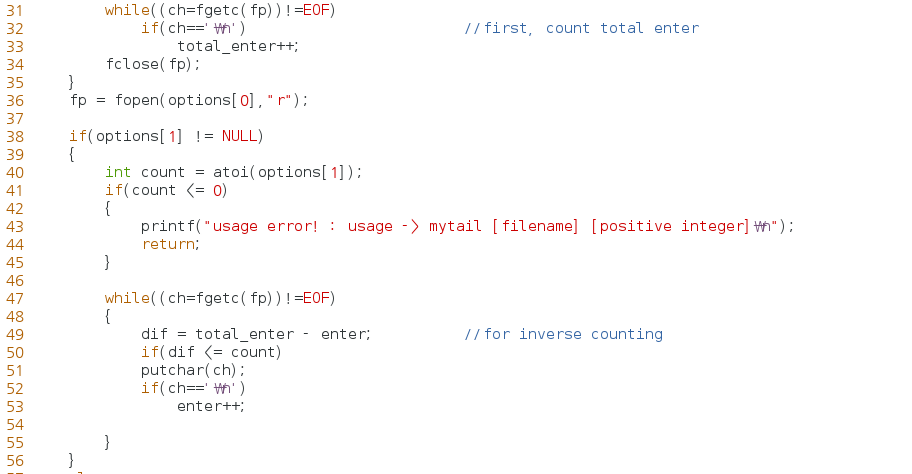 31         while((ch=fgetc(fp))!=EOF)
32             if(ch=='₩n')                        //first, count total enter
33                 total_enter++;
34         fclose(fp);
35     }
36     fp = fopen(options[0],"r");
37
38     if(options[1] != NULL)
39     {
40         int count = atoi(options[1]);
41         if(count <= 0)
42         {
43             printf("usage error! : usage -> mytail [filename] [positive integer]₩n");
44             return;
45         }
46
47         while((ch=fgetc(fp))!=EOF)
48         {
49             dif = total_enter - enter;          //for inverse counting
50             if(dif <= count)
51             putchar(ch);
52             if(ch=='₩n')
53                 enter++;
54
55         }
56     }